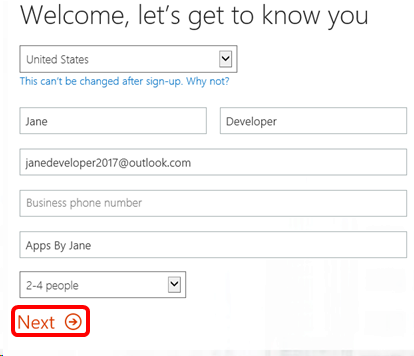 Welcome, let's get to know you
United States
This can't be changed after sign-up. Why not?
Jane Developer
janedeveloper2017@outlook.com
Business phone number
Apps By Jane
2-4 people
Next